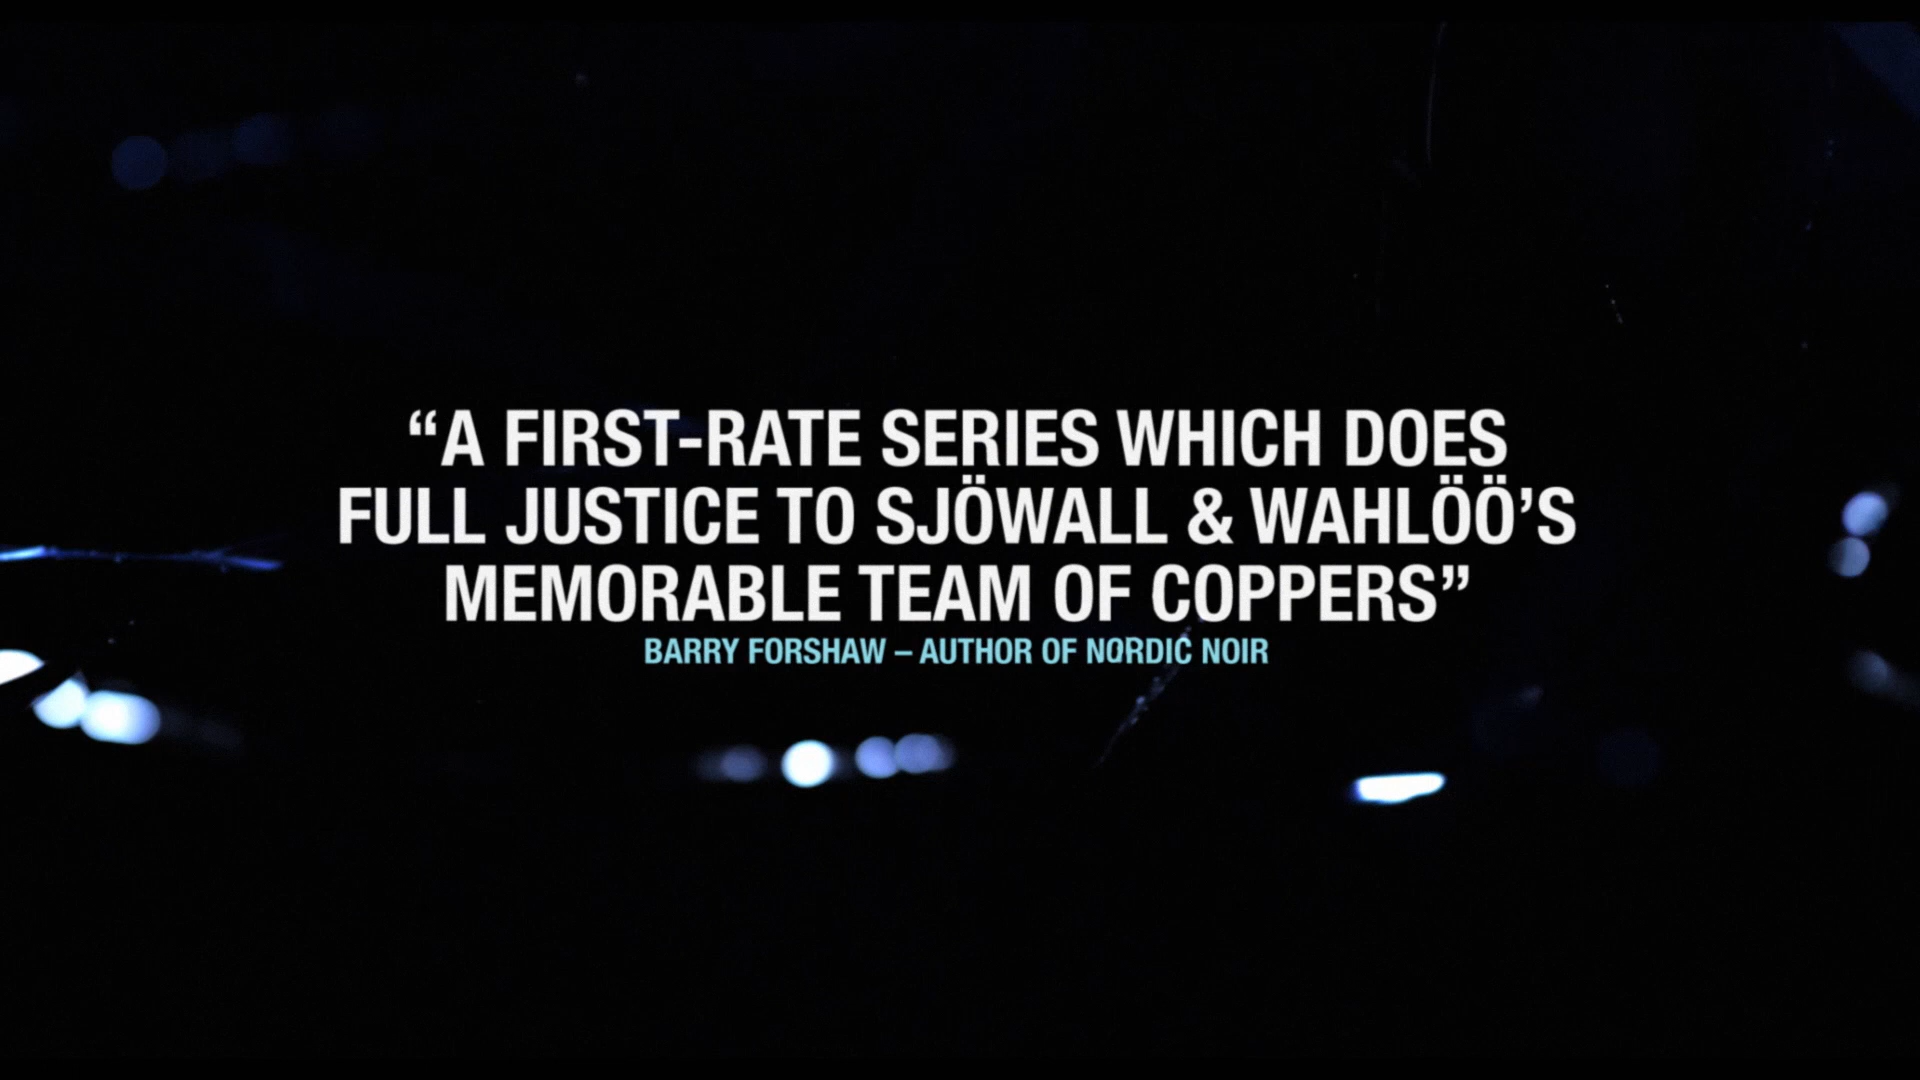 “A FIRST-RATE SERIES WHICH DOES
FULL JUSTICE TO SJÖWALL & WAHLÖÖ’S
MEMORABLE TEAM OF COPPERS”
BARRY FORSHAW – AUTHOR OF NORDIC NOIR